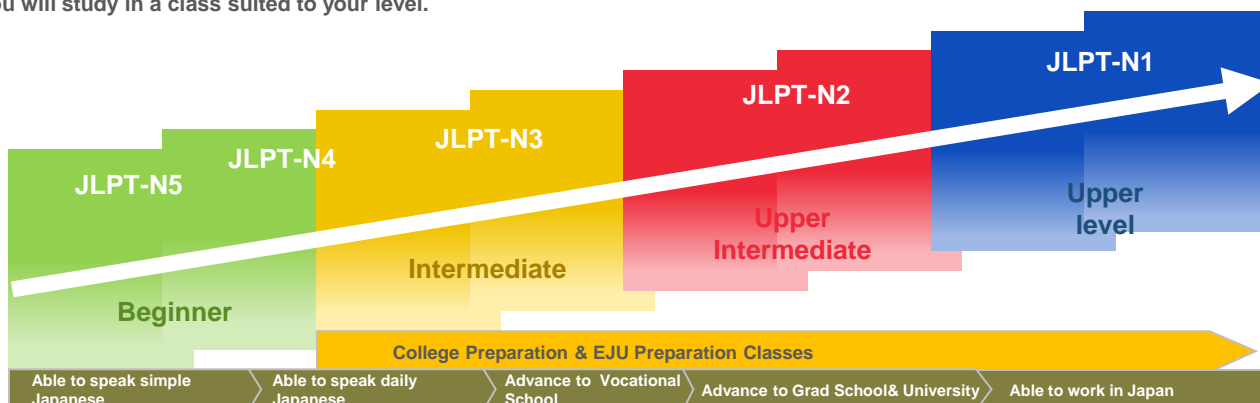 ou will study in a class suited to your level.
JLPT-N1
JLPT-N2
JLPT-N3
JLPT-N4
JLPT-N5
Upper
level
Upper
Intermediate
Intermediate
Beginner
College Preparation & EJU Preparation Classes
Able to speak simple
Japanese
Able to speak daily
Japanese
Advance to Vocational
School
Advance to Grad School& University
Able to work in Japan